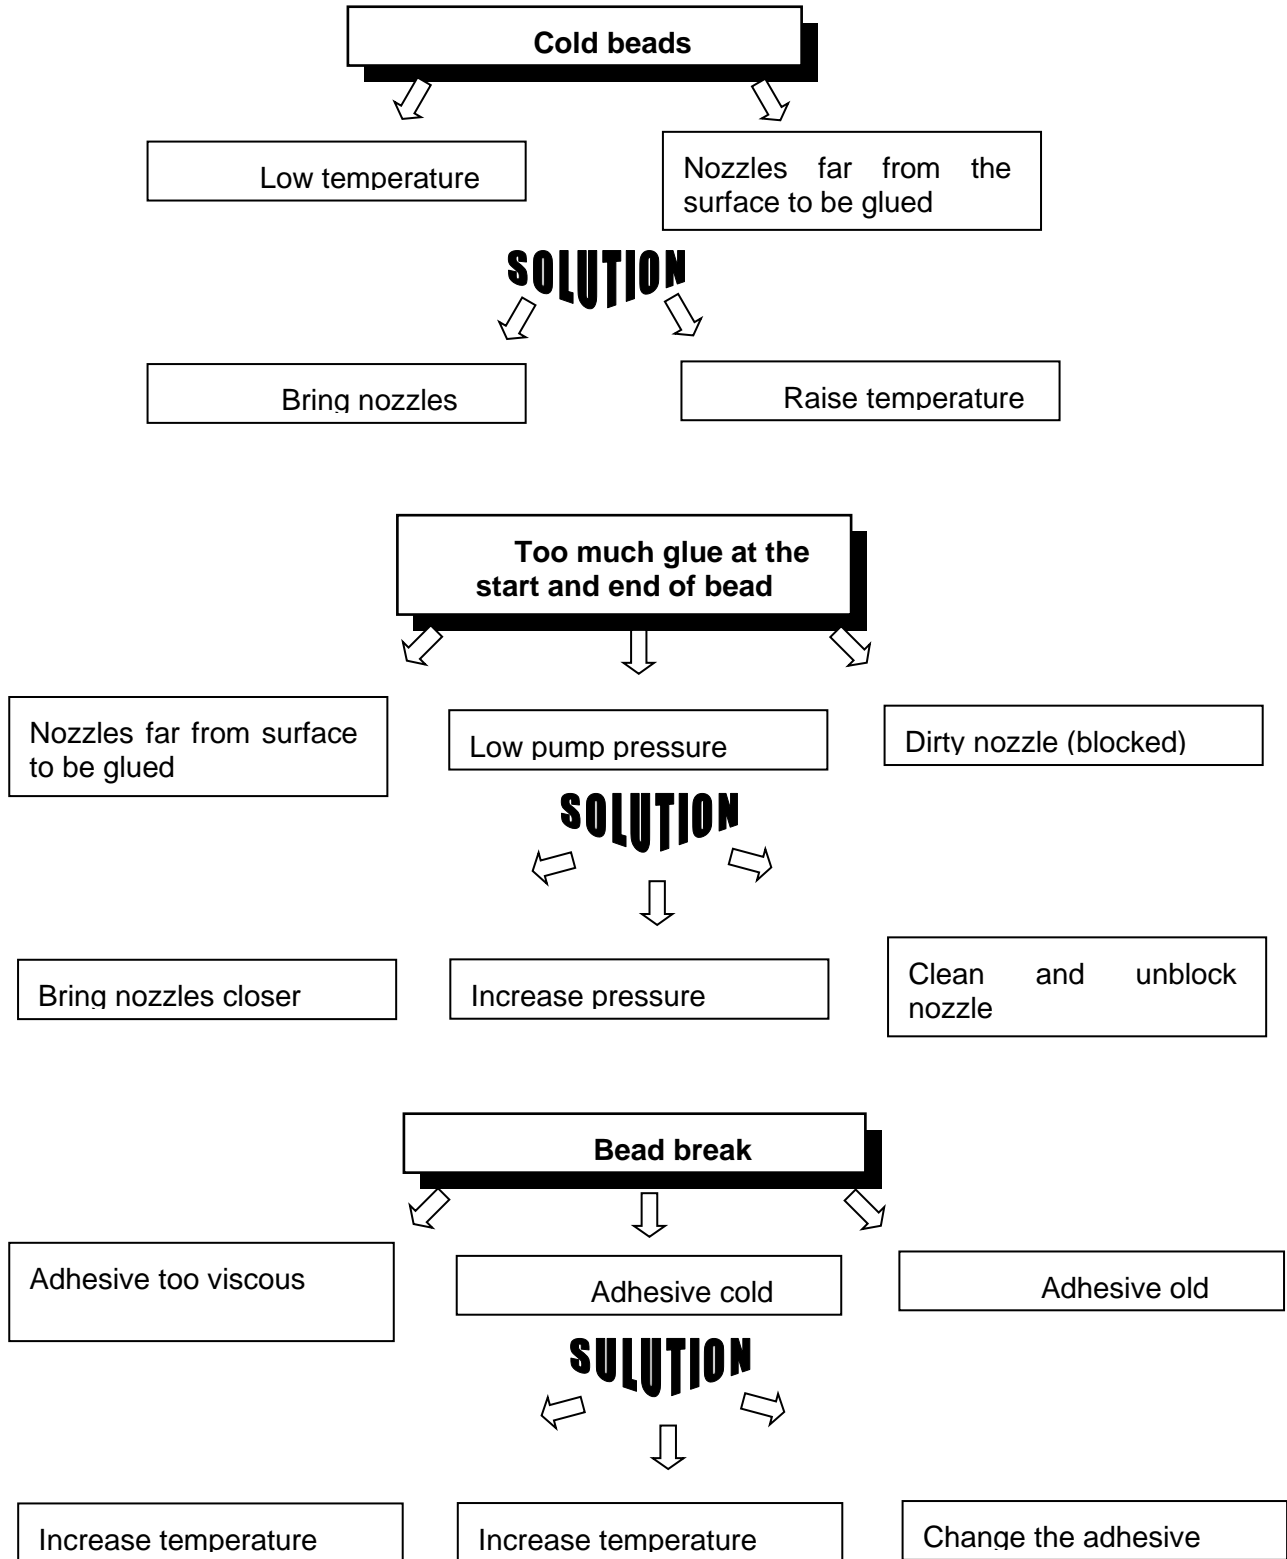 Cold beads
Low temperature
Nozzles far from the
surface to be glued
SOLUTION
Bring nozzles
Raise temperature
Too much glue at the
start and end of bead
Nozzles far from surface
to be glued
Low pump pressure
Dirty nozzle (blocked)
SOLUTION
Bring nozzles closer
Increase pressure
Clean and unblock
nozzle
Bead break
Adhesive too viscous
Adhesive cold
Adhesive old
SULUTION
Increase temperature
Increase temperature
Change the adhesive